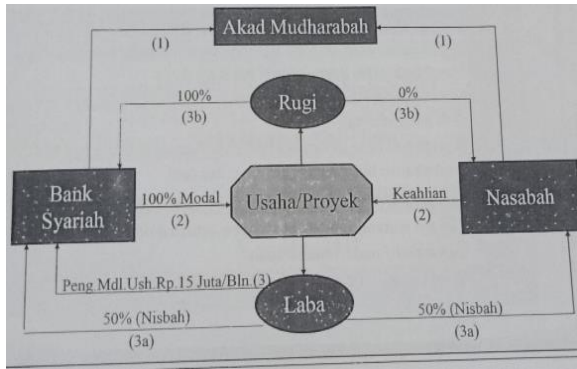 Akad Mudharabah
(1)
(1)
100%
(3b)
Rugi
0%
(3b)
Bank
Syariah
100% Modal
(2)
Usaha/Proyek
Keahlian
(2)
Nasabah
Peng.Mdl.Ush.Rp.15 Juta/Bln (3)
Laba
50% (Nisbah)
(3a)
50% (Nisbah)
(3a)